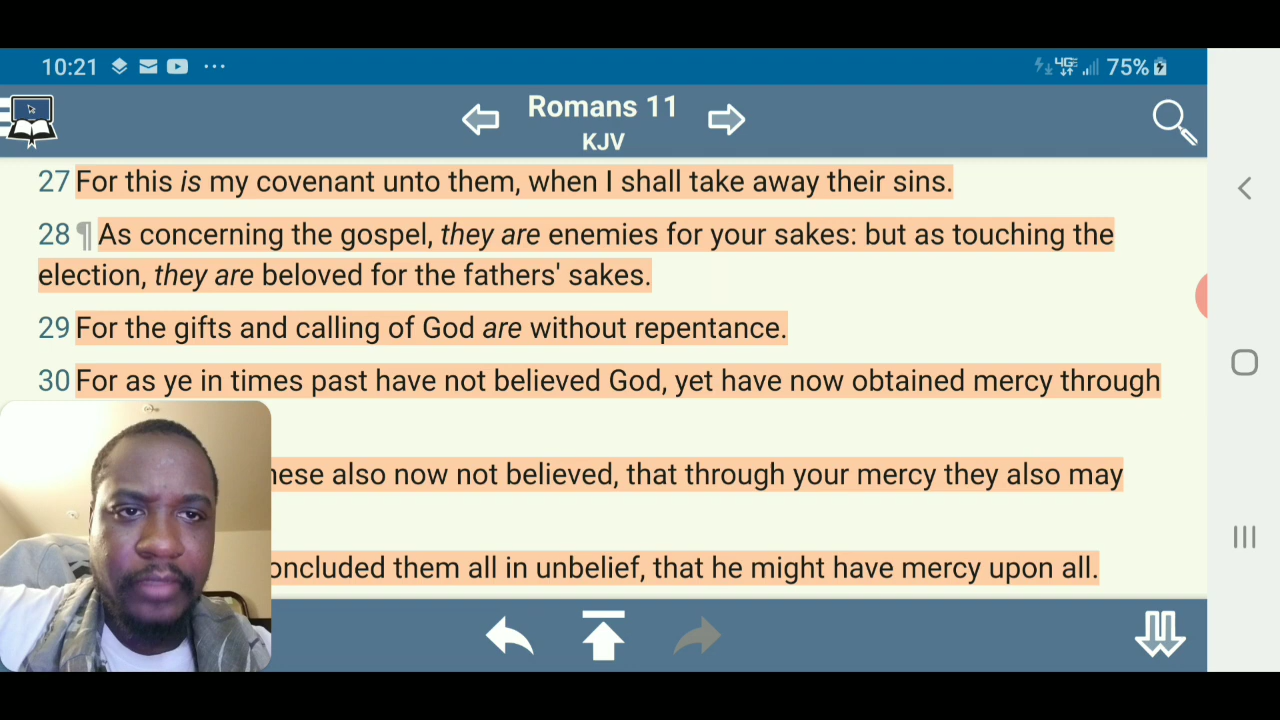 10:21 ... 4G 75%
Romans 11
KJV
27 For this is my covenant unto them, when I shall take away their sins.
28 ¶ As concerning the gospel, they are enemies for your sakes: but as touching the
election, they are beloved for the fathers' sakes.
29 For the gifts and calling of God are without repentance.
30 For as ye in times past have not believed God, yet have now obtained mercy through
hese also now not believed, that through your mercy they also may
oncluded them all in unbelief, that he might have mercy upon all.